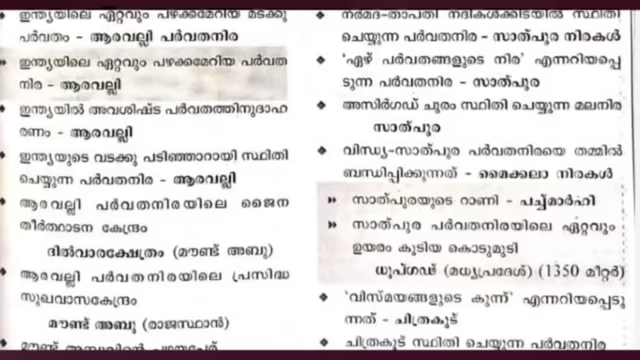 ഇന്ത്യയിലെ ഏറ്റവും പഴക്കമേറിയ മടക്കു
പർവതം - ആരവല്ലി പർവതനിര
ഇന്ത്യയിലെ ഏറ്റവും പഴക്കമേറിയ പർവത
നിര - ആരവല്ലി
ഇന്ത്യയിൽ അവശിഷ്ട പർവതത്തിനുദാഹ
രണം - ആരവല്ലി
ഇന്ത്യയുടെ വടക്കു പടിഞ്ഞാറായി സ്ഥിതി
ചെയ്യുന്ന പർവതനിര - ആരവല്ലി
ആരവല്ലി പർവതനിരയിലെ ജൈന
തീർത്ഥാടന കേന്ദ്രം
ദിൽവാരക്ഷേത്രം (മൗണ്ട് അബു)
ആരവല്ലി പർവതനിരയിലെ പ്രസിദ്ധ
സുഖവാസകേന്ദ്രം
മൗണ്ട് അബു (രാജസ്ഥാൻ)
മൗണ്ട് അബുവിന്റെ പഴയപേര്
നർമദ-താപതി നദികൾക്കിടയിൽ സ്ഥിതി
ചെയ്യുന്ന പർവതനിര - സാത്പുര നിരകൾ
'ഏഴ് പർവതങ്ങളുടെ നിര' എന്നറിയപ്പെ
ടുന്ന പർവതനിര - സാത്പുര
അസിർഗഡ് ചുരം സ്ഥിതി ചെയ്യുന്ന മലനിര
സാത്പുര
വിന്ധ്യ-സാത്പുര പർവതനിരയെ തമ്മിൽ
ബന്ധിപ്പിക്കുന്നത് - മൈക്കലാ നിരകൾ
സാത്പുരയുടെ റാണി - പച്ച്മാർഹി
സാത്പുര പർവതനിരയിലെ ഏറ്റവും
ഉയരം കൂടിയ കൊടുമുടി
ധുപ്ഗഢ് (മധ്യപ്രദേശ്) (1350 മീറ്റർ)
'വിസ്മയങ്ങളുടെ കുന്ന്' എന്നറിയപ്പെടു
ന്നത് - ചിത്രകൂട്
ചിത്രകൂട് സ്ഥിതി ചെയ്യുന്ന പർവതനിര